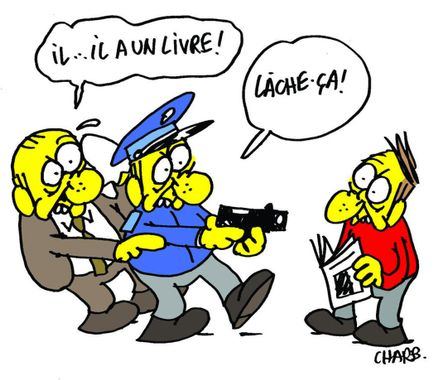 IL...IL A UN LIVRE!
LÂCHE-ÇA!
CHARB.